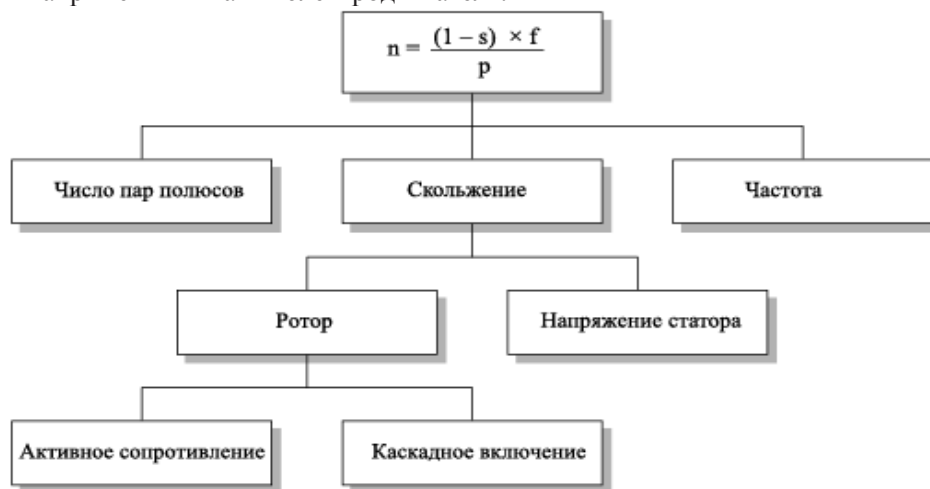 n = (1 – s) × f / p
Число пар полюсов
Скольжение
Частота
Ротор
Напряжение статора
Активное сопротивление
Каскадное включение